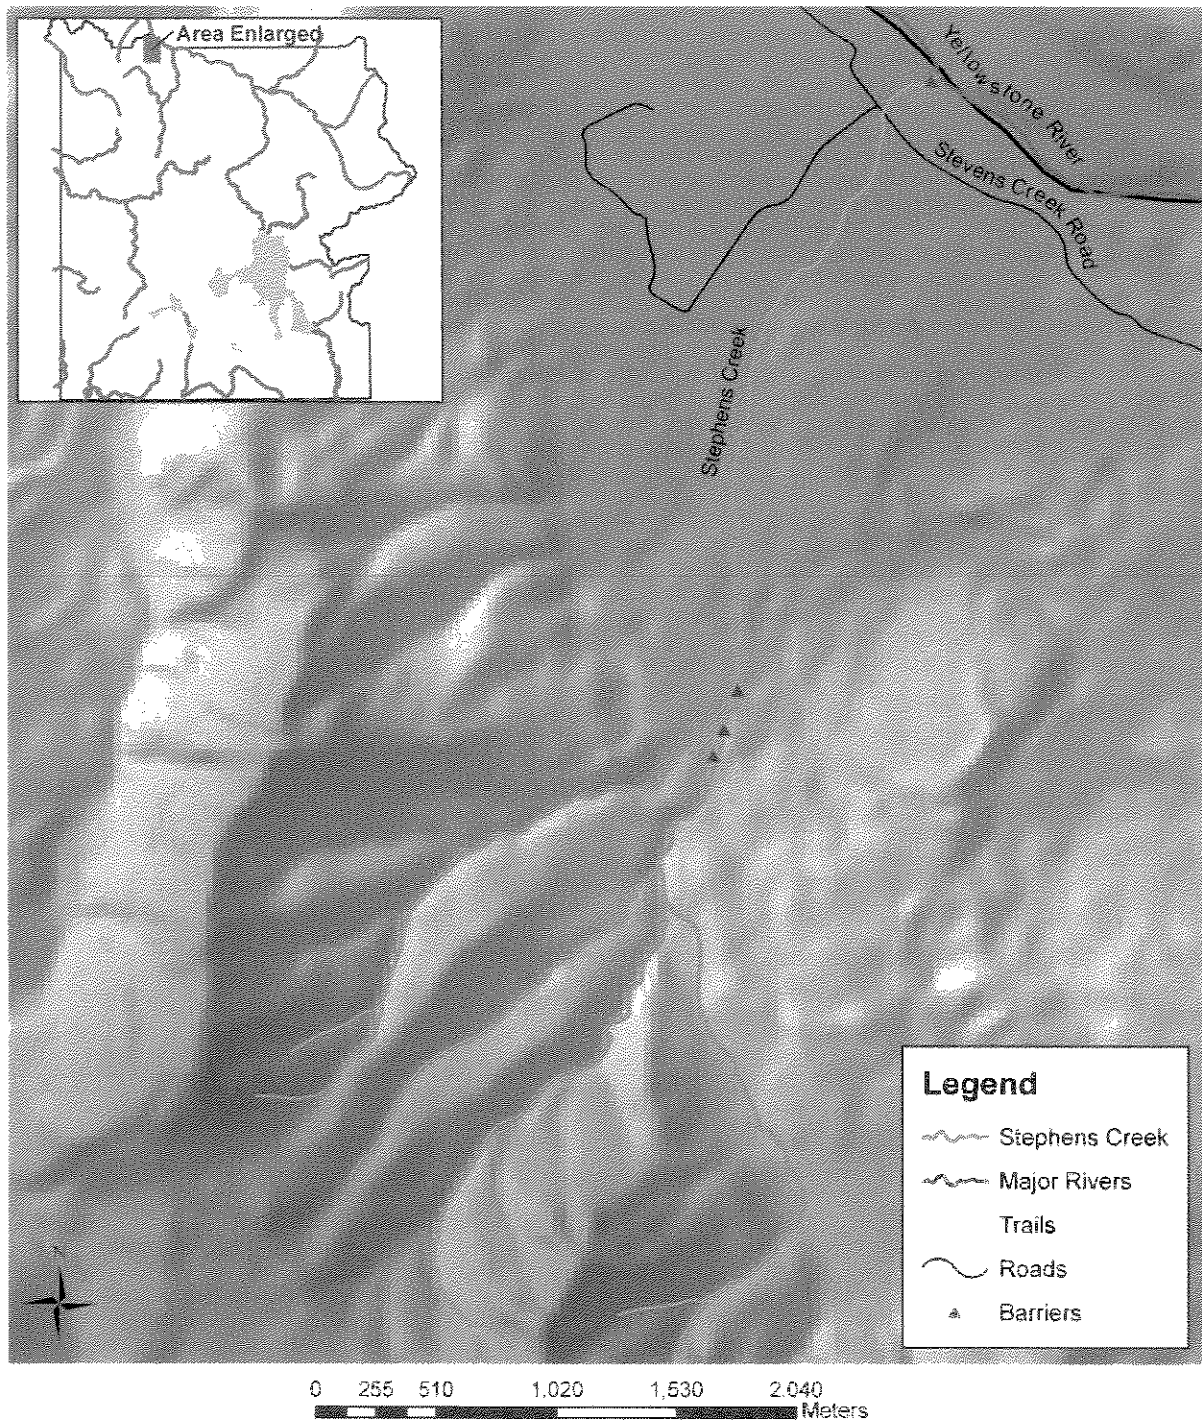 Area Enlarged
Yellowstone River
Stevens Creek Road
Stephens Creek
Legend
Stephens Creek
Major Rivers
Trails
Roads
Barriers
N
0 255 510 1,020 1,530 2,040
Meters